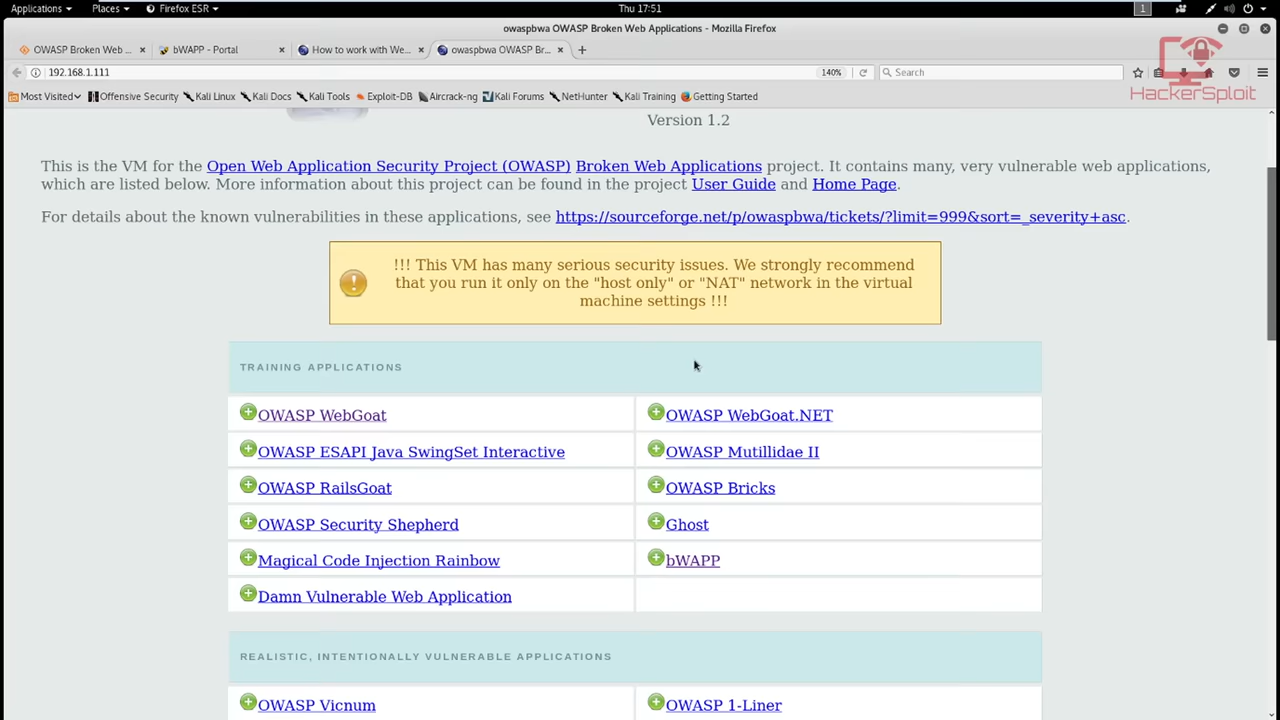 Applications Places Firefox ESR Thu 17:51 1
owaspbwa OWASP Broken Web Applications - Mozilla Firefox
OWASP Broken Web ... bWAPP - Portal How to work with We... owaspbwa OWASP Br...
192.168.1.111 140% Search
Most Visited Offensive Security Kali Linux Kali Docs Kali Tools Exploit-DB Aircrack-ng Kali Forums NetHunter Kali Training Getting Started
HackerSploit
Version 1.2
This is the VM for the Open Web Application Security Project (OWASP) Broken Web Applications project. It contains many, very vulnerable web applications,
which are listed below. More information about this project can be found in the project User Guide and Home Page.
For details about the known vulnerabilities in these applications, see https://sourceforge.net/p/owaspbwa/tickets/?limit=999&sort=_severity+asc.
!!! This VM has many serious security issues. We strongly recommend
that you run it only on the "host only" or "NAT" network in the virtual
machine settings !!!
TRAINING APPLICATIONS
OWASP WebGoat OWASP WebGoat.NET
OWASP ESAPI Java SwingSet Interactive OWASP Mutillidae II
OWASP RailsGoat OWASP Bricks
OWASP Security Shepherd Ghost
Magical Code Injection Rainbow bWAPP
Damn Vulnerable Web Application
REALISTIC, INTENTIONALLY VULNERABLE APPLICATIONS
OWASP Vicnum OWASP 1-Liner